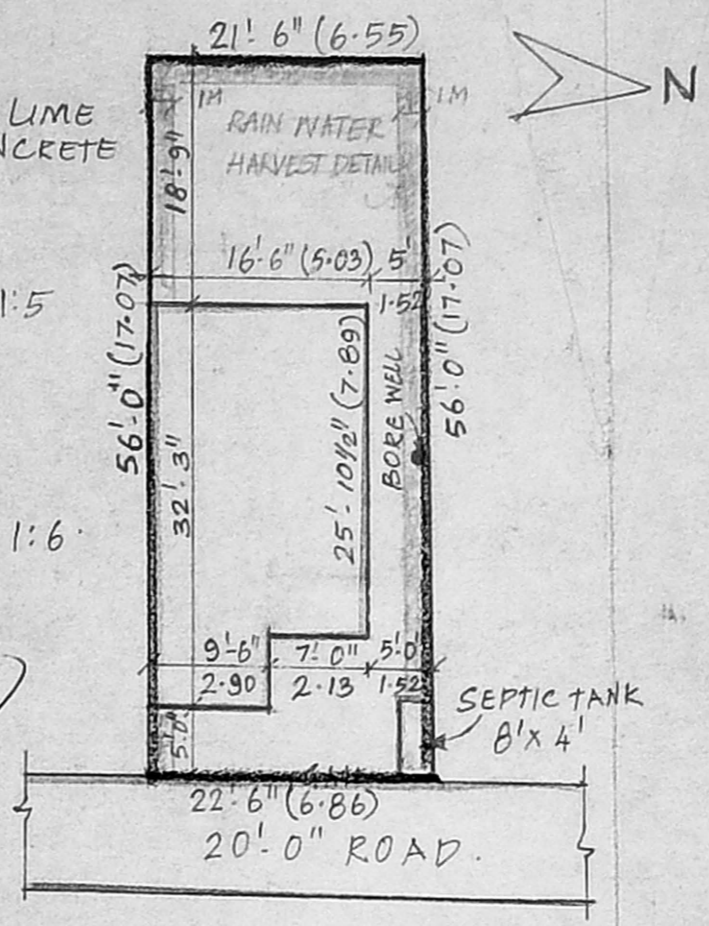 21'-6" (6.55)
N
LIME
NCRETE
1M
1M
RAIN WATER
HARVEST DETAIL
18'-9"
16'-6" (5.03) 5'
1.52
1:5
56'-0" (17.07)
56'-0" (17.07)
25'-10½" (7.89)
BORE WELL
32'-3"
1:6
9'-6" 7'-0" 5'-0"
2.90 2.13 1.52
SEPTIC TANK
8'X 4'
5'-0"
22'-6" (6.86)
20'-0" ROAD.